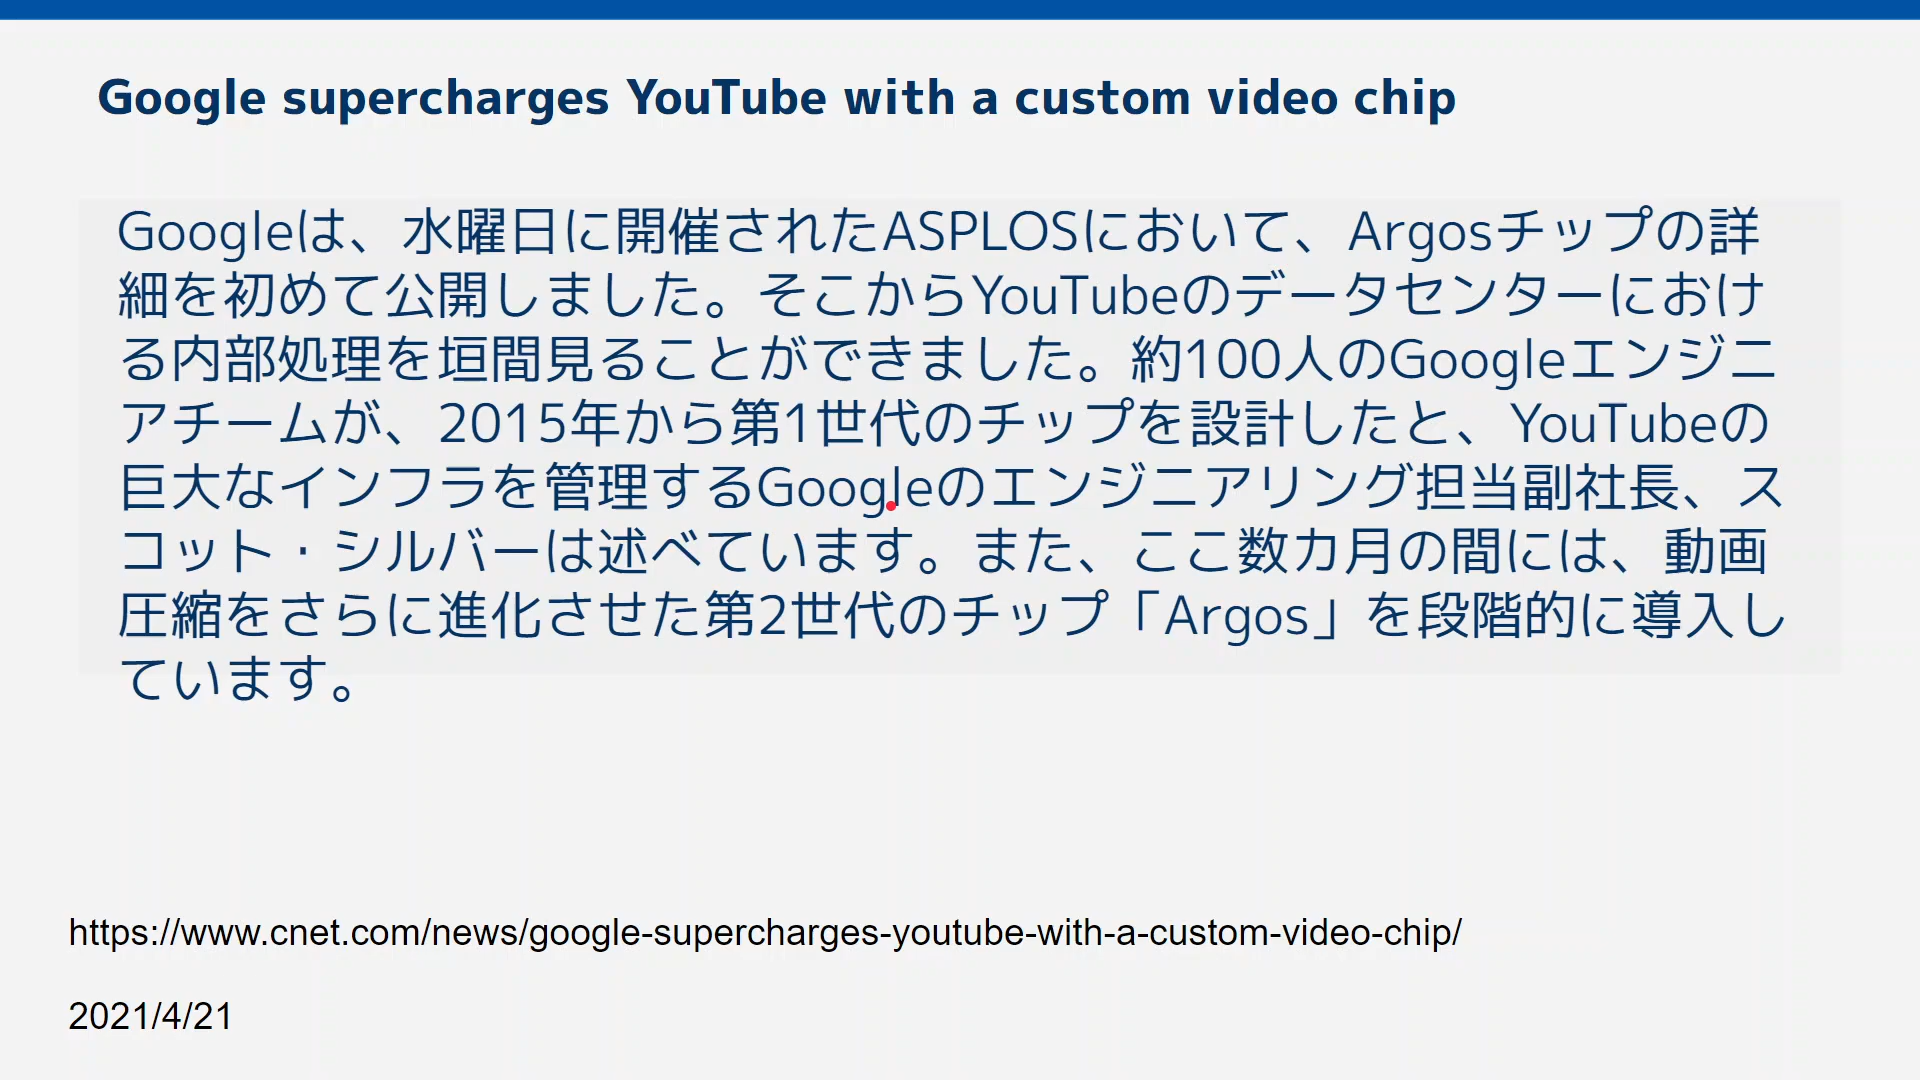 Google supercharges YouTube with a custom video chip
Googleは、水曜日に開催されたASPLOSにおいて、Argosチップの詳
細を初めて公開しました。そこからYouTubeのデータセンターにおけ
る内部処理を垣間見ることができました。約100人のGoogleエンジニ
アチームが、2015年から第1世代のチップを設計したと、YouTubeの
巨大なインフラを管理するGoogleのエンジニアリング担当副社長、ス
コット・シルバーは述べています。また、ここ数カ月の間には、動画
圧縮をさらに進化させた第2世代のチップ「Argos」を段階的に導入し
ています。
https://www.cnet.com/news/google-supercharges-youtube-with-a-custom-video-chip/
2021/4/21